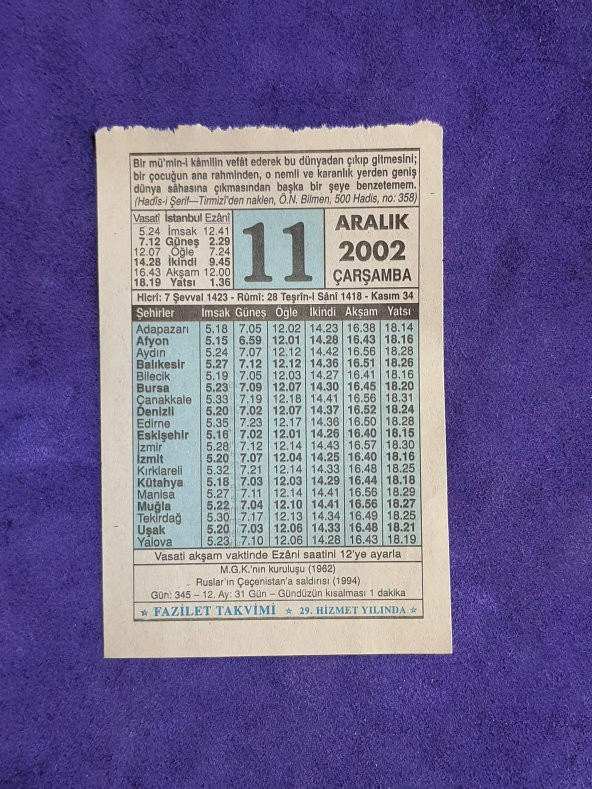 Bir mü'min-i kâmilin vefât ederek bu dünyadan çıkıp gitmesini;
bir çocuğun ana rahminden, o nemli ve karanlık yerden geniş
dünya sâhasına çıkmasından başka bir şeye benzetemem.
(Hadîs-i Şerif—Tirmizî'den naklen, Ö.N. Bilmen, 500 Hadis, no: 358)
Vasatî İstanbul Ezânî
5.24 İmsak 12.41
7.12 Güneş 2.29
12.07 Öğle 7.24
14.28 İkindi 9.45
16.43 Akşam 12.00
18.19 Yatsı 1.36
11
ARALIK
2002
ÇARŞAMBA
Hicrî: 7 Şevval 1423 - Rûmî: 28 Teşrîn-i Sânî 1418 - Kasım 34
Şehirler İmsak Güneş Öğle İkindi Akşam Yatsı
Adapazarı 5.18 7.05 12.02 14.23 16.38 18.14
Afyon 5.15 6.59 12.01 14.28 16.43 18.16
Aydın 5.24 7.07 12.12 14.42 16.56 18.28
Balıkesir 5.27 7.12 12.12 14.36 16.51 18.26
Bilecik 5.19 7.05 12.03 14.27 16.41 18.16
Bursa 5.23 7.09 12.07 14.30 16.45 18.20
Çanakkale 5.33 7.19 12.18 14.41 16.56 18.31
Denizli 5.20 7.02 12.07 14.37 16.52 18.24
Edirne 5.35 7.23 12.17 14.36 16.50 18.28
Eskişehir 5.16 7.02 12.01 14.26 16.40 18.15
İzmir 5.28 7.12 12.14 14.43 16.57 18.30
İzmit 5.20 7.07 12.04 14.25 16.40 18.16
Kırklareli 5.32 7.21 12.14 14.33 16.48 18.25
Kütahya 5.18 7.03 12.03 14.29 16.44 18.18
Manisa 5.27 7.11 12.14 14.41 16.56 18.29
Muğla 5.22 7.04 12.10 14.41 16.56 18.27
Tekirdağ 5.30 7.17 12.13 14.34 16.49 18.25
Uşak 5.20 7.03 12.06 14.33 16.48 18.21
Yalova 5.23 7.10 12.06 14.28 16.43 18.19
Vasati akşam vaktinde Ezâni saatini 12'ye ayarla
M.G.K.'nın kuruluşu (1962)
Ruslar'ın Çeçenistan'a saldırısı (1994)
Gün: 345 – 12. Ay: 31 Gün – Gündüzün kısalması 1 dakika
★ FAZİLET TAKVİMİ ★ 29. HİZMET YILINDA ★